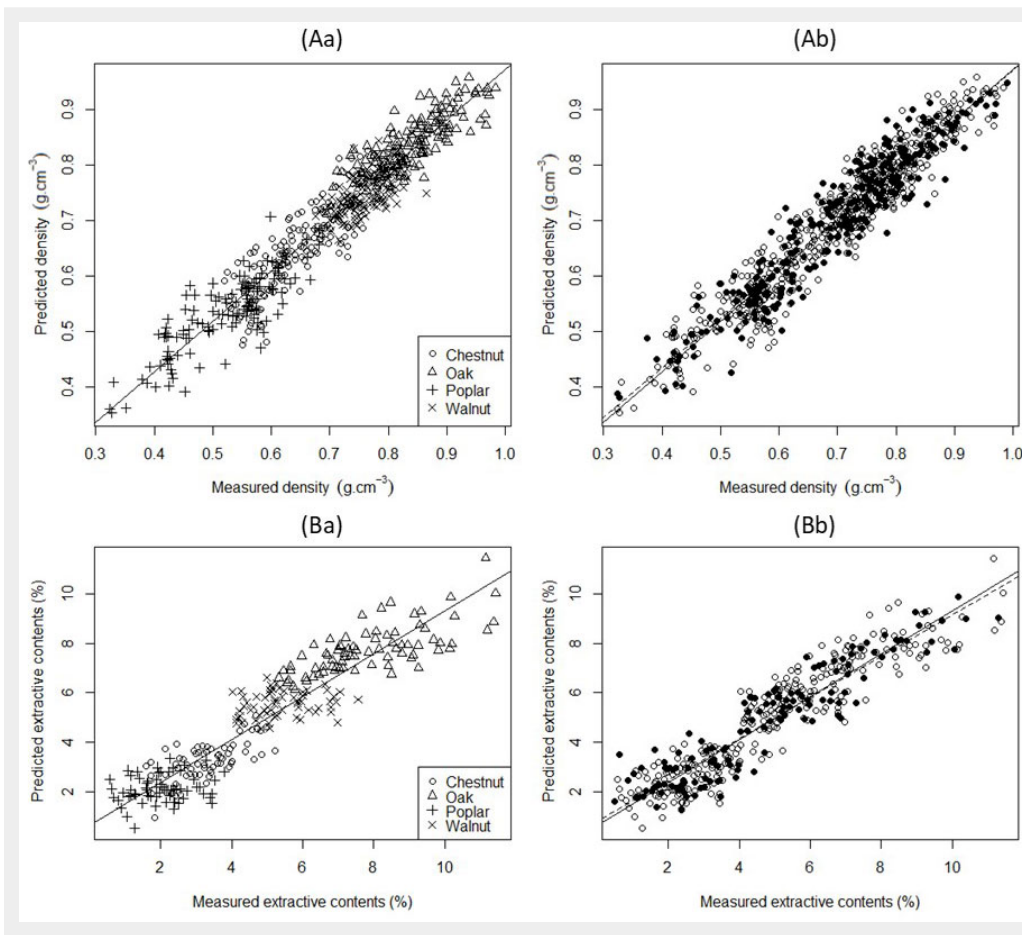 (Aa)
Predicted density (g.cm⁻³)
0.4 0.5 0.6 0.7 0.8 0.9
Chestnut
Oak
Poplar
Walnut
0.3 0.4 0.5 0.6 0.7 0.8 0.9 1.0
Measured density (g.cm⁻³)
(Ab)
Predicted density (g.cm⁻³)
0.4 0.5 0.6 0.7 0.8 0.9
0.3 0.4 0.5 0.6 0.7 0.8 0.9 1.0
Measured density (g.cm⁻³)
(Ba)
Predicted extractive contents (%)
2 4 6 8 10
Chestnut
Oak
Poplar
Walnut
2 4 6 8 10
Measured extractive contents (%)
(Bb)
Predicted extractive contents (%)
2 4 6 8 10
2 4 6 8 10
Measured extractive contents (%)